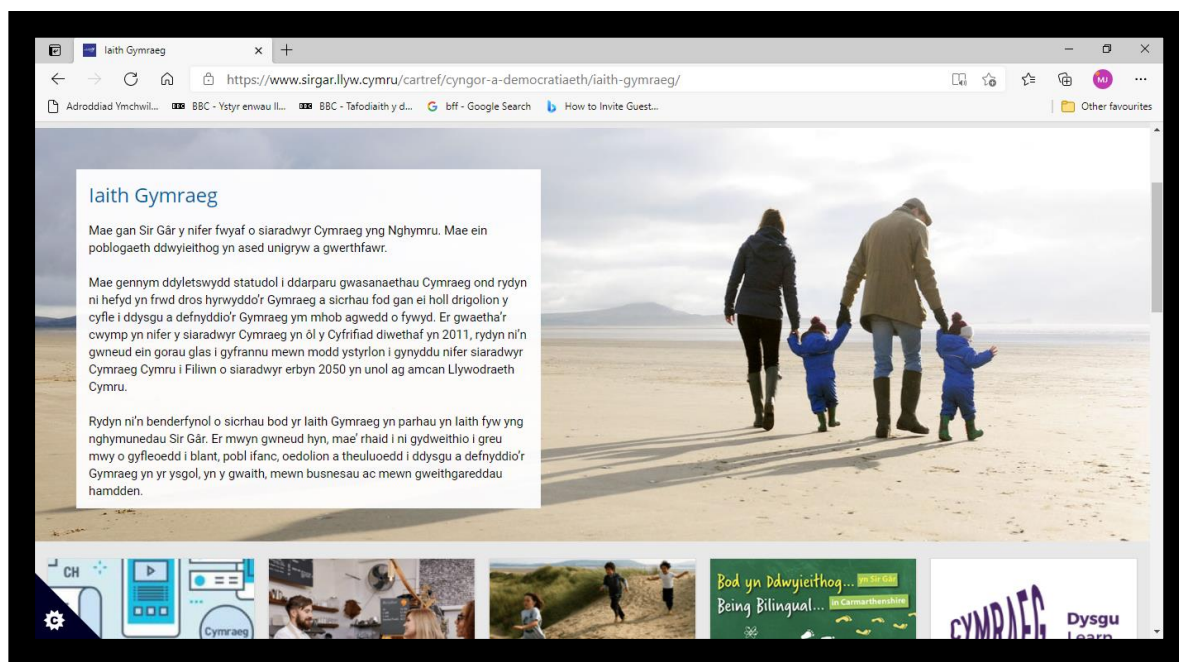 Iaith Gymraeg
https://www.sirgar.llyw.cymru/cartref/cyngor-a-democratiaeth/iaith-gymraeg/
MJ
Adroddiad Ymchwil...
BBC - Ystyr enwau ll...
BBC - Tafodiaith y d...
bff - Google Search
How to Invite Guest...
Other favourites
Iaith Gymraeg
Mae gan Sir Gâr y nifer fwyaf o siaradwyr Cymraeg yng Nghymru. Mae ein
poblogaeth ddwyieithog yn ased unigryw a gwerthfawr.
Mae gennym ddyletswydd statudol i ddarparu gwasanaethau Cymraeg ond rydyn
ni hefyd yn frwd dros hyrwyddo’r Gymraeg a sicrhau fod gan ei holl drigolion y
cyfle i ddysgu a defnyddio’r Gymraeg ym mhob agwedd o fywyd. Er gwaetha’r
cwymp yn nifer y siaradwyr Cymraeg yn ôl y Cyfrifiad diwethaf yn 2011, rydyn ni’n
gwneud ein gorau glas i gyfrannu mewn modd ystyrlon i gynyddu nifer siaradwyr
Cymraeg Cymru i Filiwn o siaradwyr erbyn 2050 yn unol ag amcan Llywodraeth
Cymru.
Rydyn ni’n benderfynol o sicrhau bod yr Iaith Gymraeg yn parhau yn Iaith fyw yng
nghymunedau Sir Gâr. Er mwyn gwneud hyn, mae’ rhaid i ni gydweithio i greu
mwy o gyfleoedd i blant, pobl ifanc, oedolion a theuluoedd i ddysgu a defnyddio’r
Gymraeg yn yr ysgol, yn y gwaith, mewn busnesau ac mewn gweithgareddau
hamdden.
CH
Cymraeg
Bod yn Ddwyieithog... yn Sir Gâr
Being Bilingual... in Carmarthenshire
CYMRAEG
Dysgu
Learn